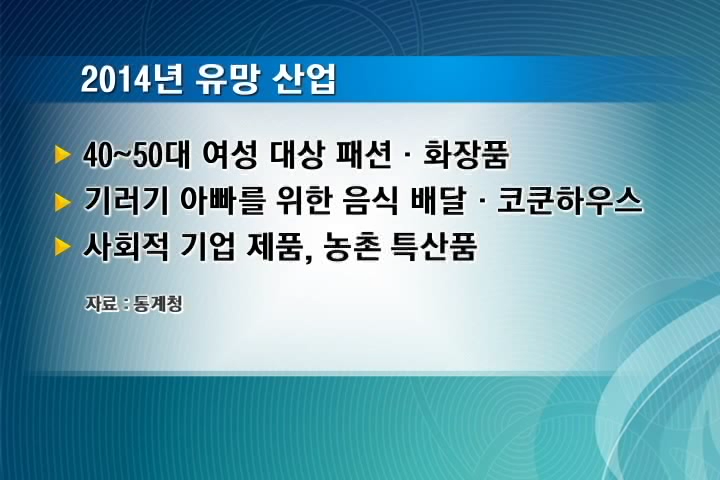 2014년 유망 산업
40~50대 여성 대상 패션 · 화장품
기러기 아빠를 위한 음식 배달 · 코쿤하우스
사회적 기업 제품, 농촌 특산품
자료 : 통계청